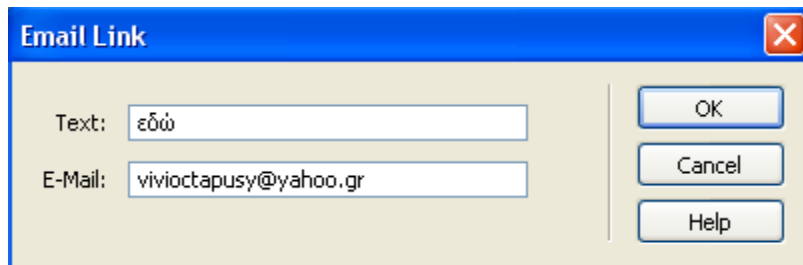 Email Link
Text: εδώ
OK
E-Mail: vivioctapusy@yahoo.gr
Cancel
Help